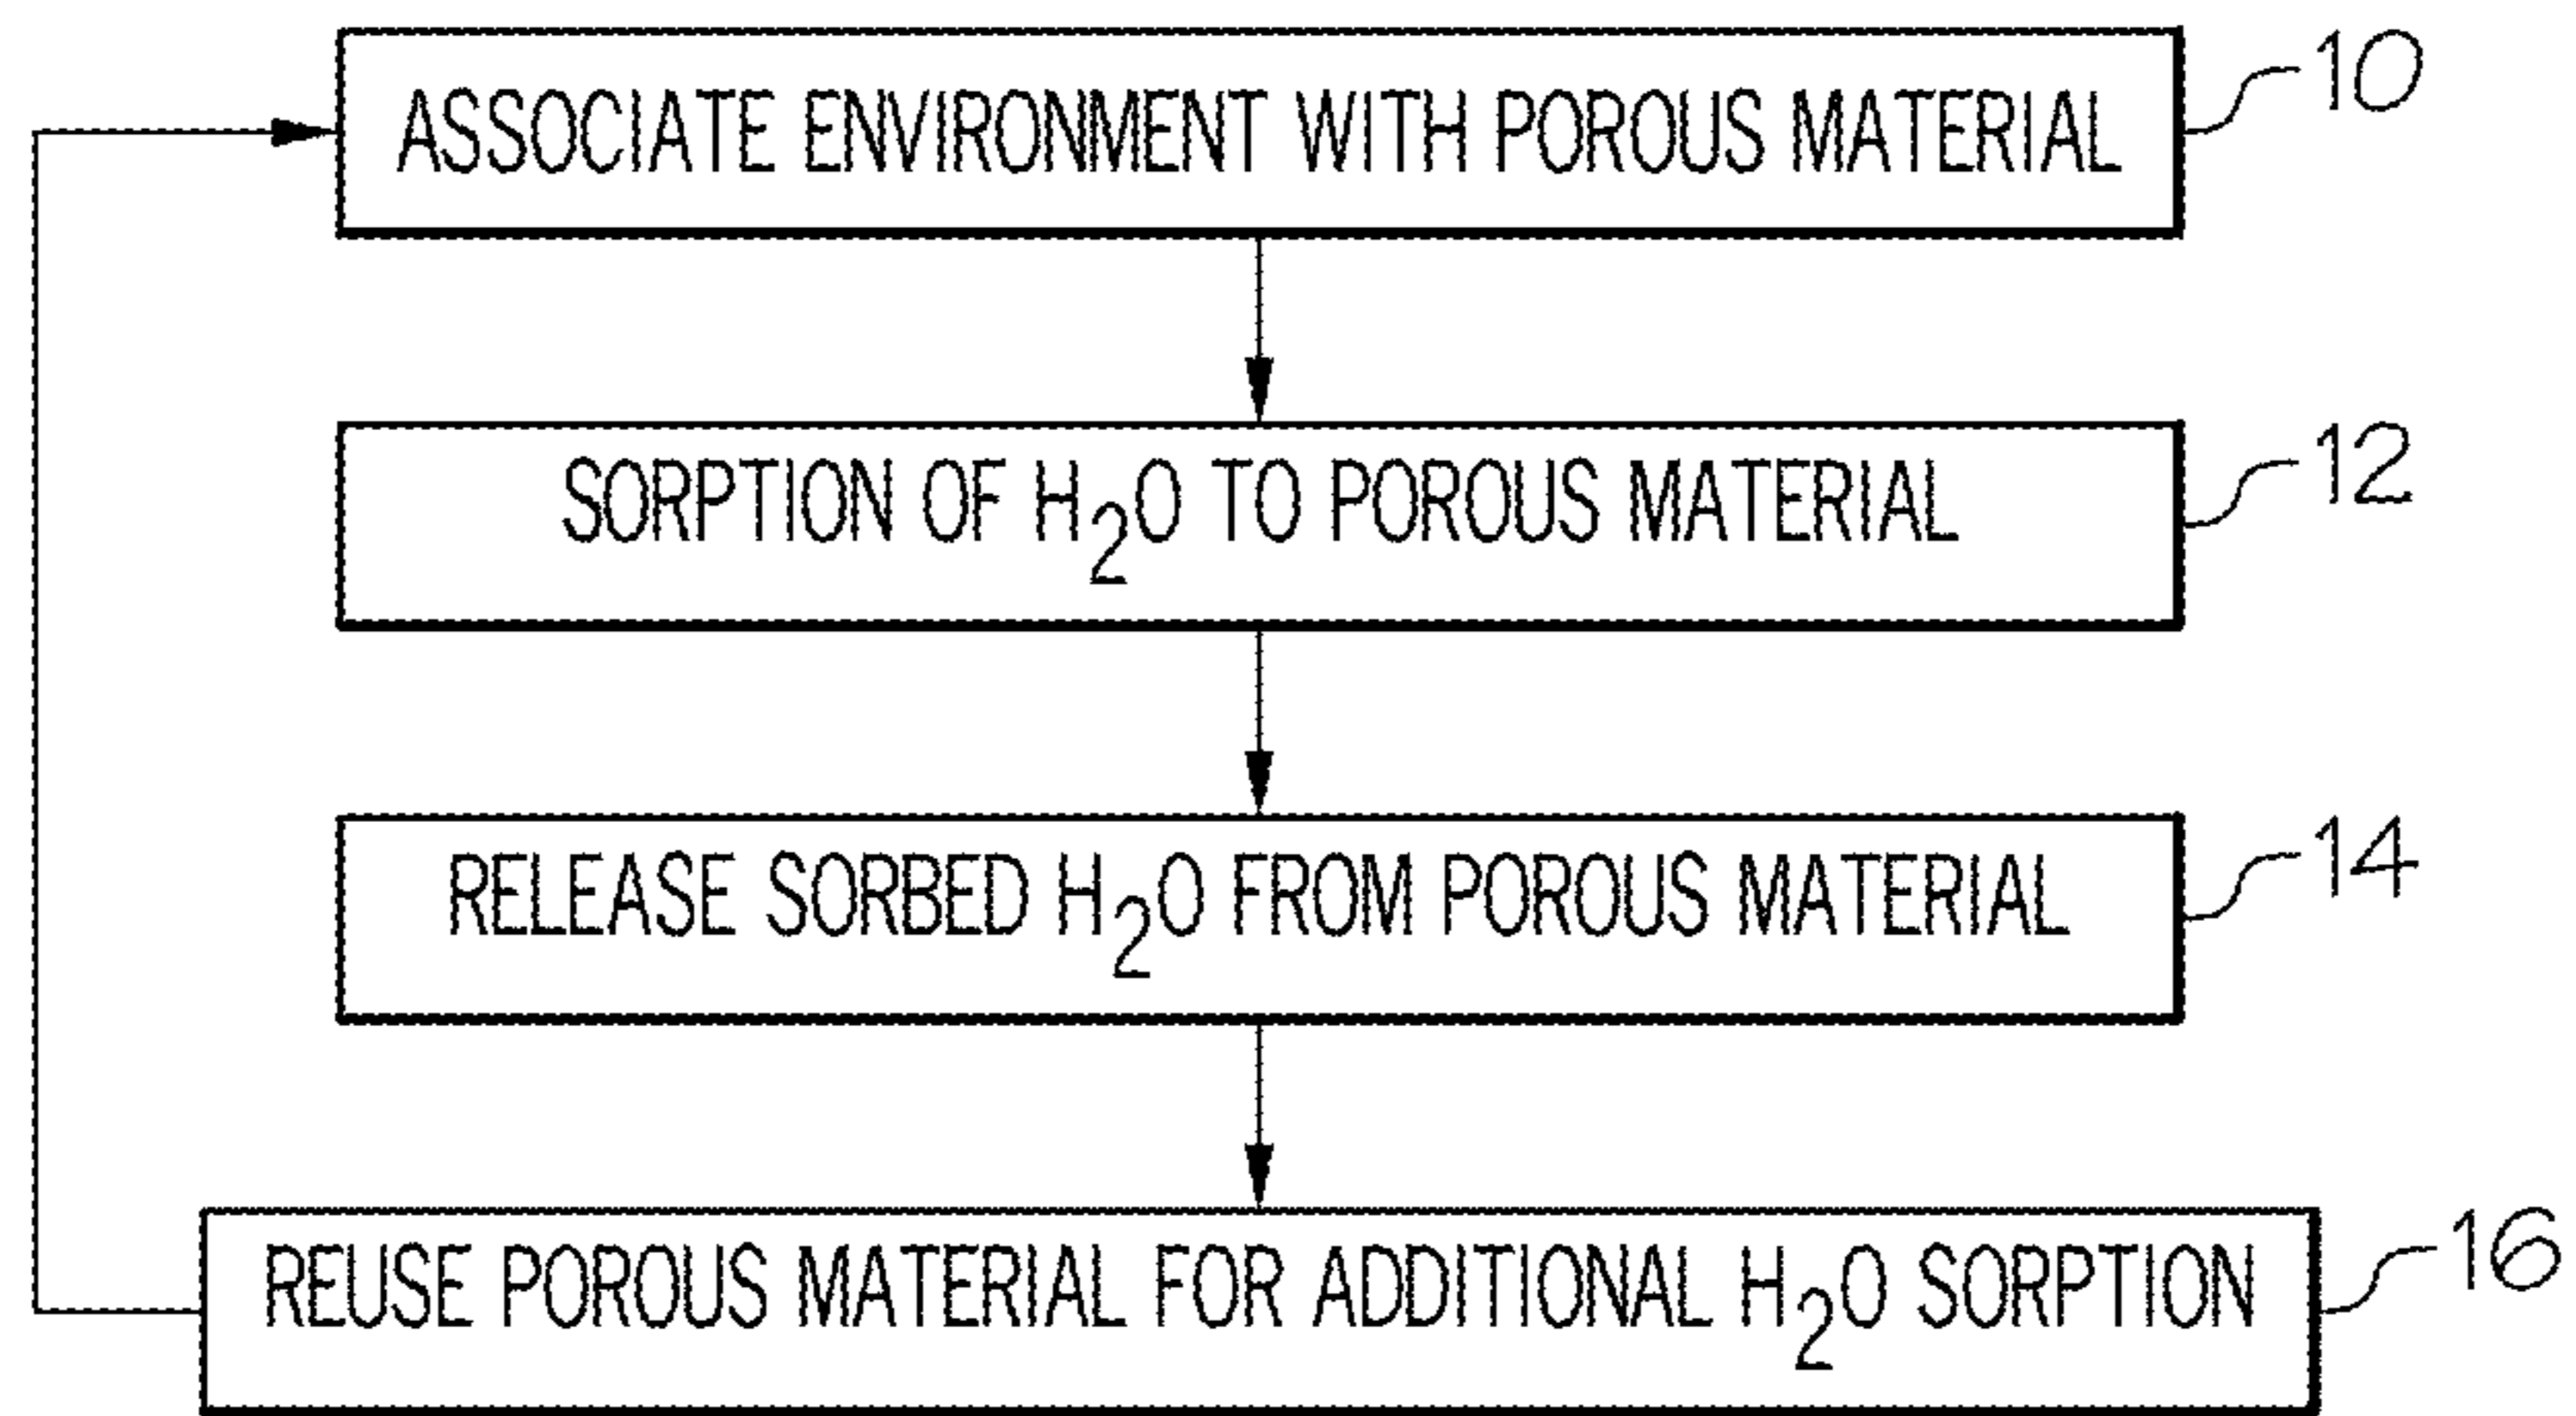 ASSOCIATE ENVIRONMENT WITH POROUS MATERIAL
10
SORPTION OF H₂O TO POROUS MATERIAL
12
RELEASE SORBED H₂O FROM POROUS MATERIAL
14
REUSE POROUS MATERIAL FOR ADDITIONAL H₂O SORPTION
16